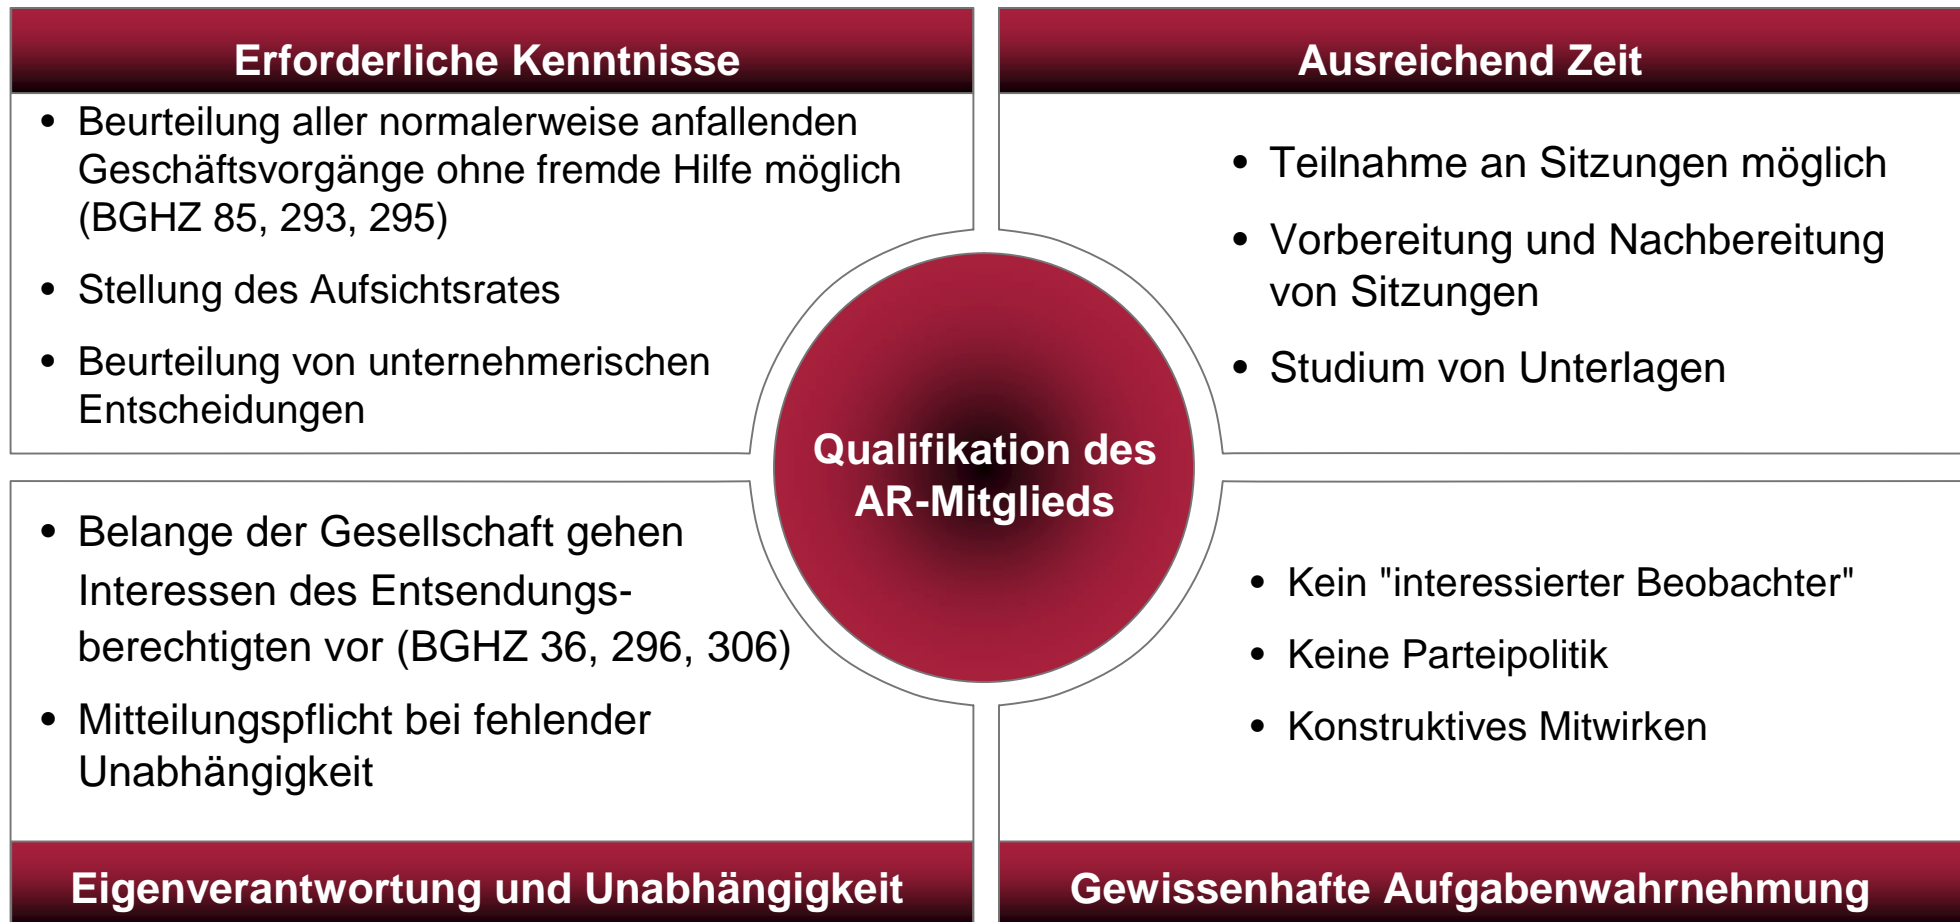 Erforderliche Kenntnisse
• Beurteilung aller normalerweise anfallenden
Geschäftsvorgänge ohne fremde Hilfe möglich
(BGHZ 85, 293, 295)
• Stellung des Aufsichtsrates
• Beurteilung von unternehmerischen
Entscheidungen
Ausreichend Zeit
• Teilnahme an Sitzungen möglich
• Vorbereitung und Nachbereitung
von Sitzungen
• Studium von Unterlagen
Qualifikation des
AR-Mitglieds
• Belange der Gesellschaft gehen
Interessen des Entsendungs-
berechtigten vor (BGHZ 36, 296, 306)
• Mitteilungspflicht bei fehlender
Unabhängigkeit
Eigenverantwortung und Unabhängigkeit
• Kein "interessierter Beobachter"
• Keine Parteipolitik
• Konstruktives Mitwirken
Gewissenhafte Aufgabenwahrnehmung